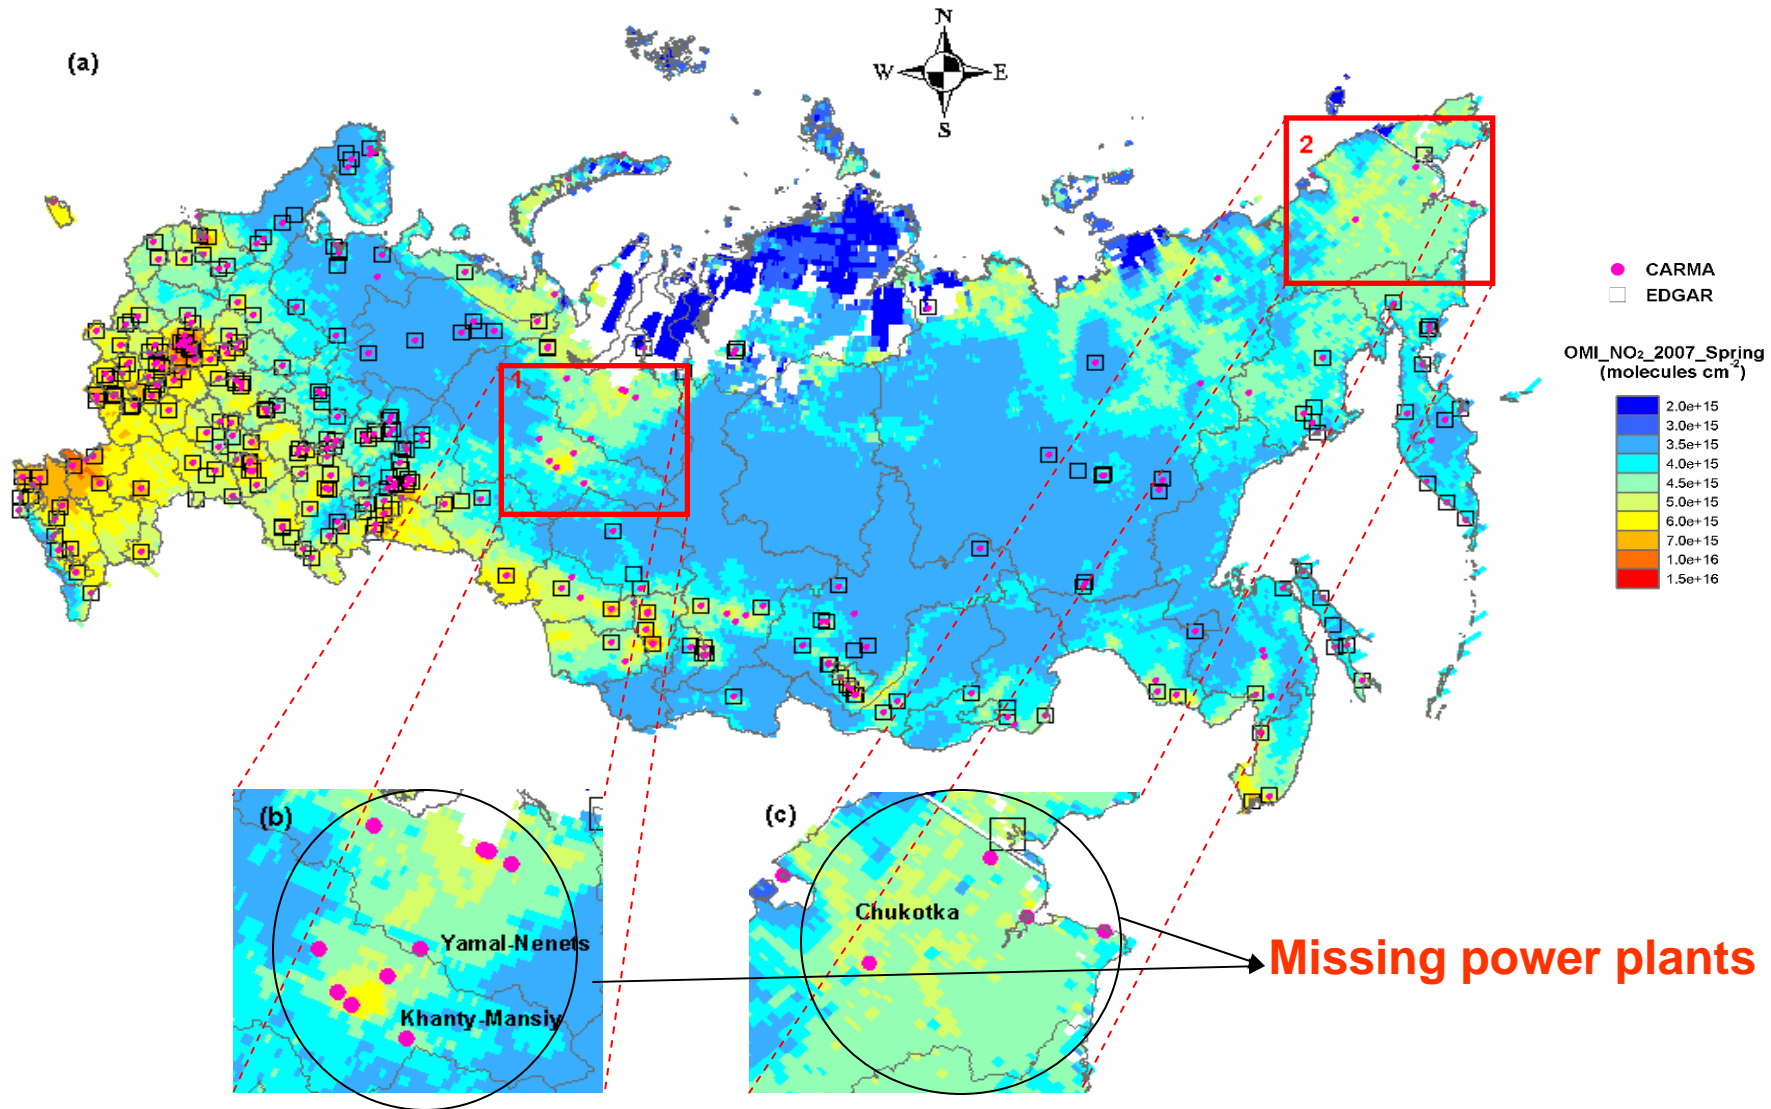 (a)
N
W E
S
2
1
CARMA
EDGAR
OMI_NO₂_2007_Spring
(molecules cm⁻²)
2.0e+15
3.0e+15
3.5e+15
4.0e+15
4.5e+15
5.0e+15
6.0e+15
7.0e+15
1.0e+16
1.5e+16
(b)
Yamal-Nenets
Khanty-Mansiy
(c)
Chukotka
Missing power plants